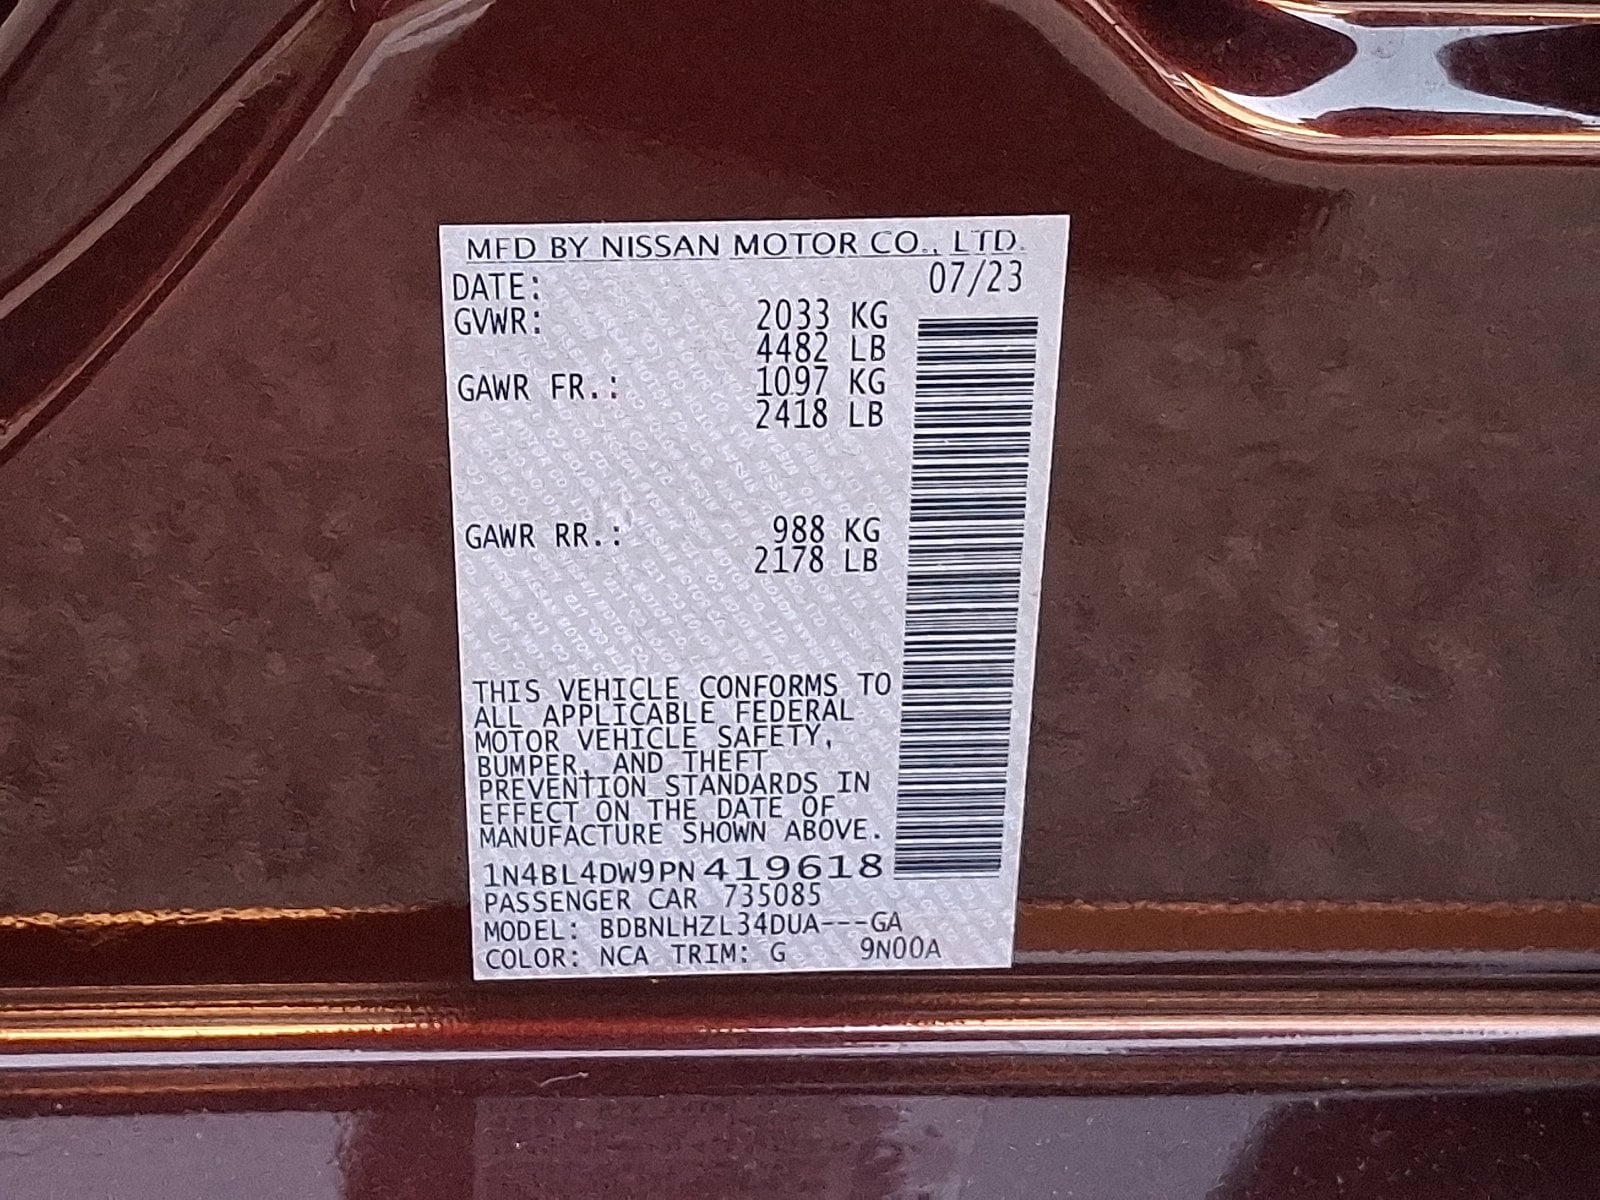 MFD BY NISSAN MOTOR CO., LTD.
DATE: 07/23
GVWR: 2033 KG
4482 LB
GAWR FR.: 1097 KG
2418 LB
GAWR RR.: 988 KG
2178 LB
THIS VEHICLE CONFORMS TO
ALL APPLICABLE FEDERAL
MOTOR VEHICLE SAFETY,
BUMPER, AND THEFT
PREVENTION STANDARDS IN
EFFECT ON THE DATE OF
MANUFACTURE SHOWN ABOVE.
1N4BL4DW9PN419618
PASSENGER CAR 735085
MODEL: BDBNLHZL34DUA---GA
COLOR: NCA TRIM: G 9N00A